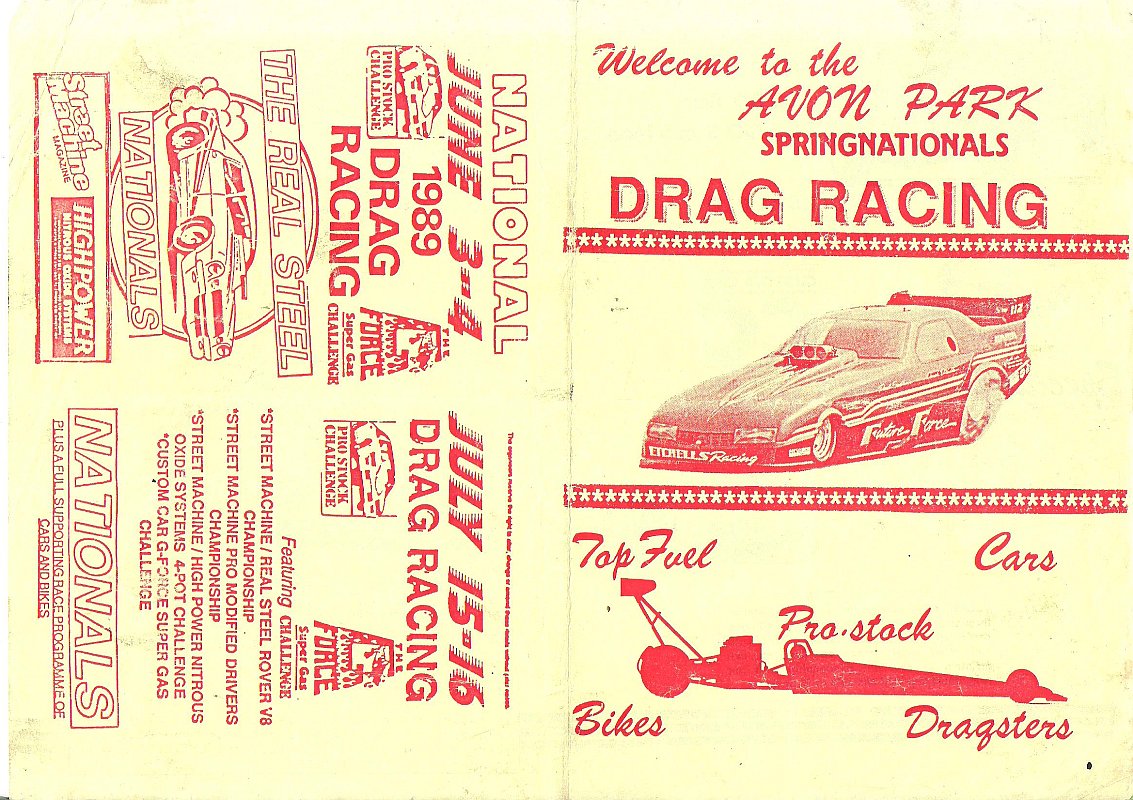 Welcome to the
AVON PARK
SPRINGNATIONALS
DRAG RACING
Future Force
ETCHELLS Racing
Top Fuel
Cars
Pro-stock
Bikes
Dragsters
NATIONAL
JUNE 3rd-4
1989
DRAG
RACING
PRO STOCK
CHALLENGE
THE
G FORCE
Super Gas
CHALLENGE
THE REAL STEEL
NATIONALS
Street
Machine
MAGAZINE
HIGHPOWER
NITROUS OXIDE SYSTEMS
JULY 15-16
DRAG RACING
PRO STOCK
CHALLENGE
THE
G FORCE
Super Gas
CHALLENGE
Featuring
*STREET MACHINE / REAL STEEL ROVER V8
CHAMPIONSHIP
*STREET MACHINE PRO MODIFIED DRIVERS
CHAMPIONSHIP
*STREET MACHINE / HIGH POWER NITROUS
OXIDE SYSTEMS 4-POT CHALLENGE
*CUSTOM CAR G-FORCE SUPER GAS
CHALLENGE
NATIONALS
PLUS A FULL SUPPORTING RACE PROGRAMME OF
CARS AND BIKES